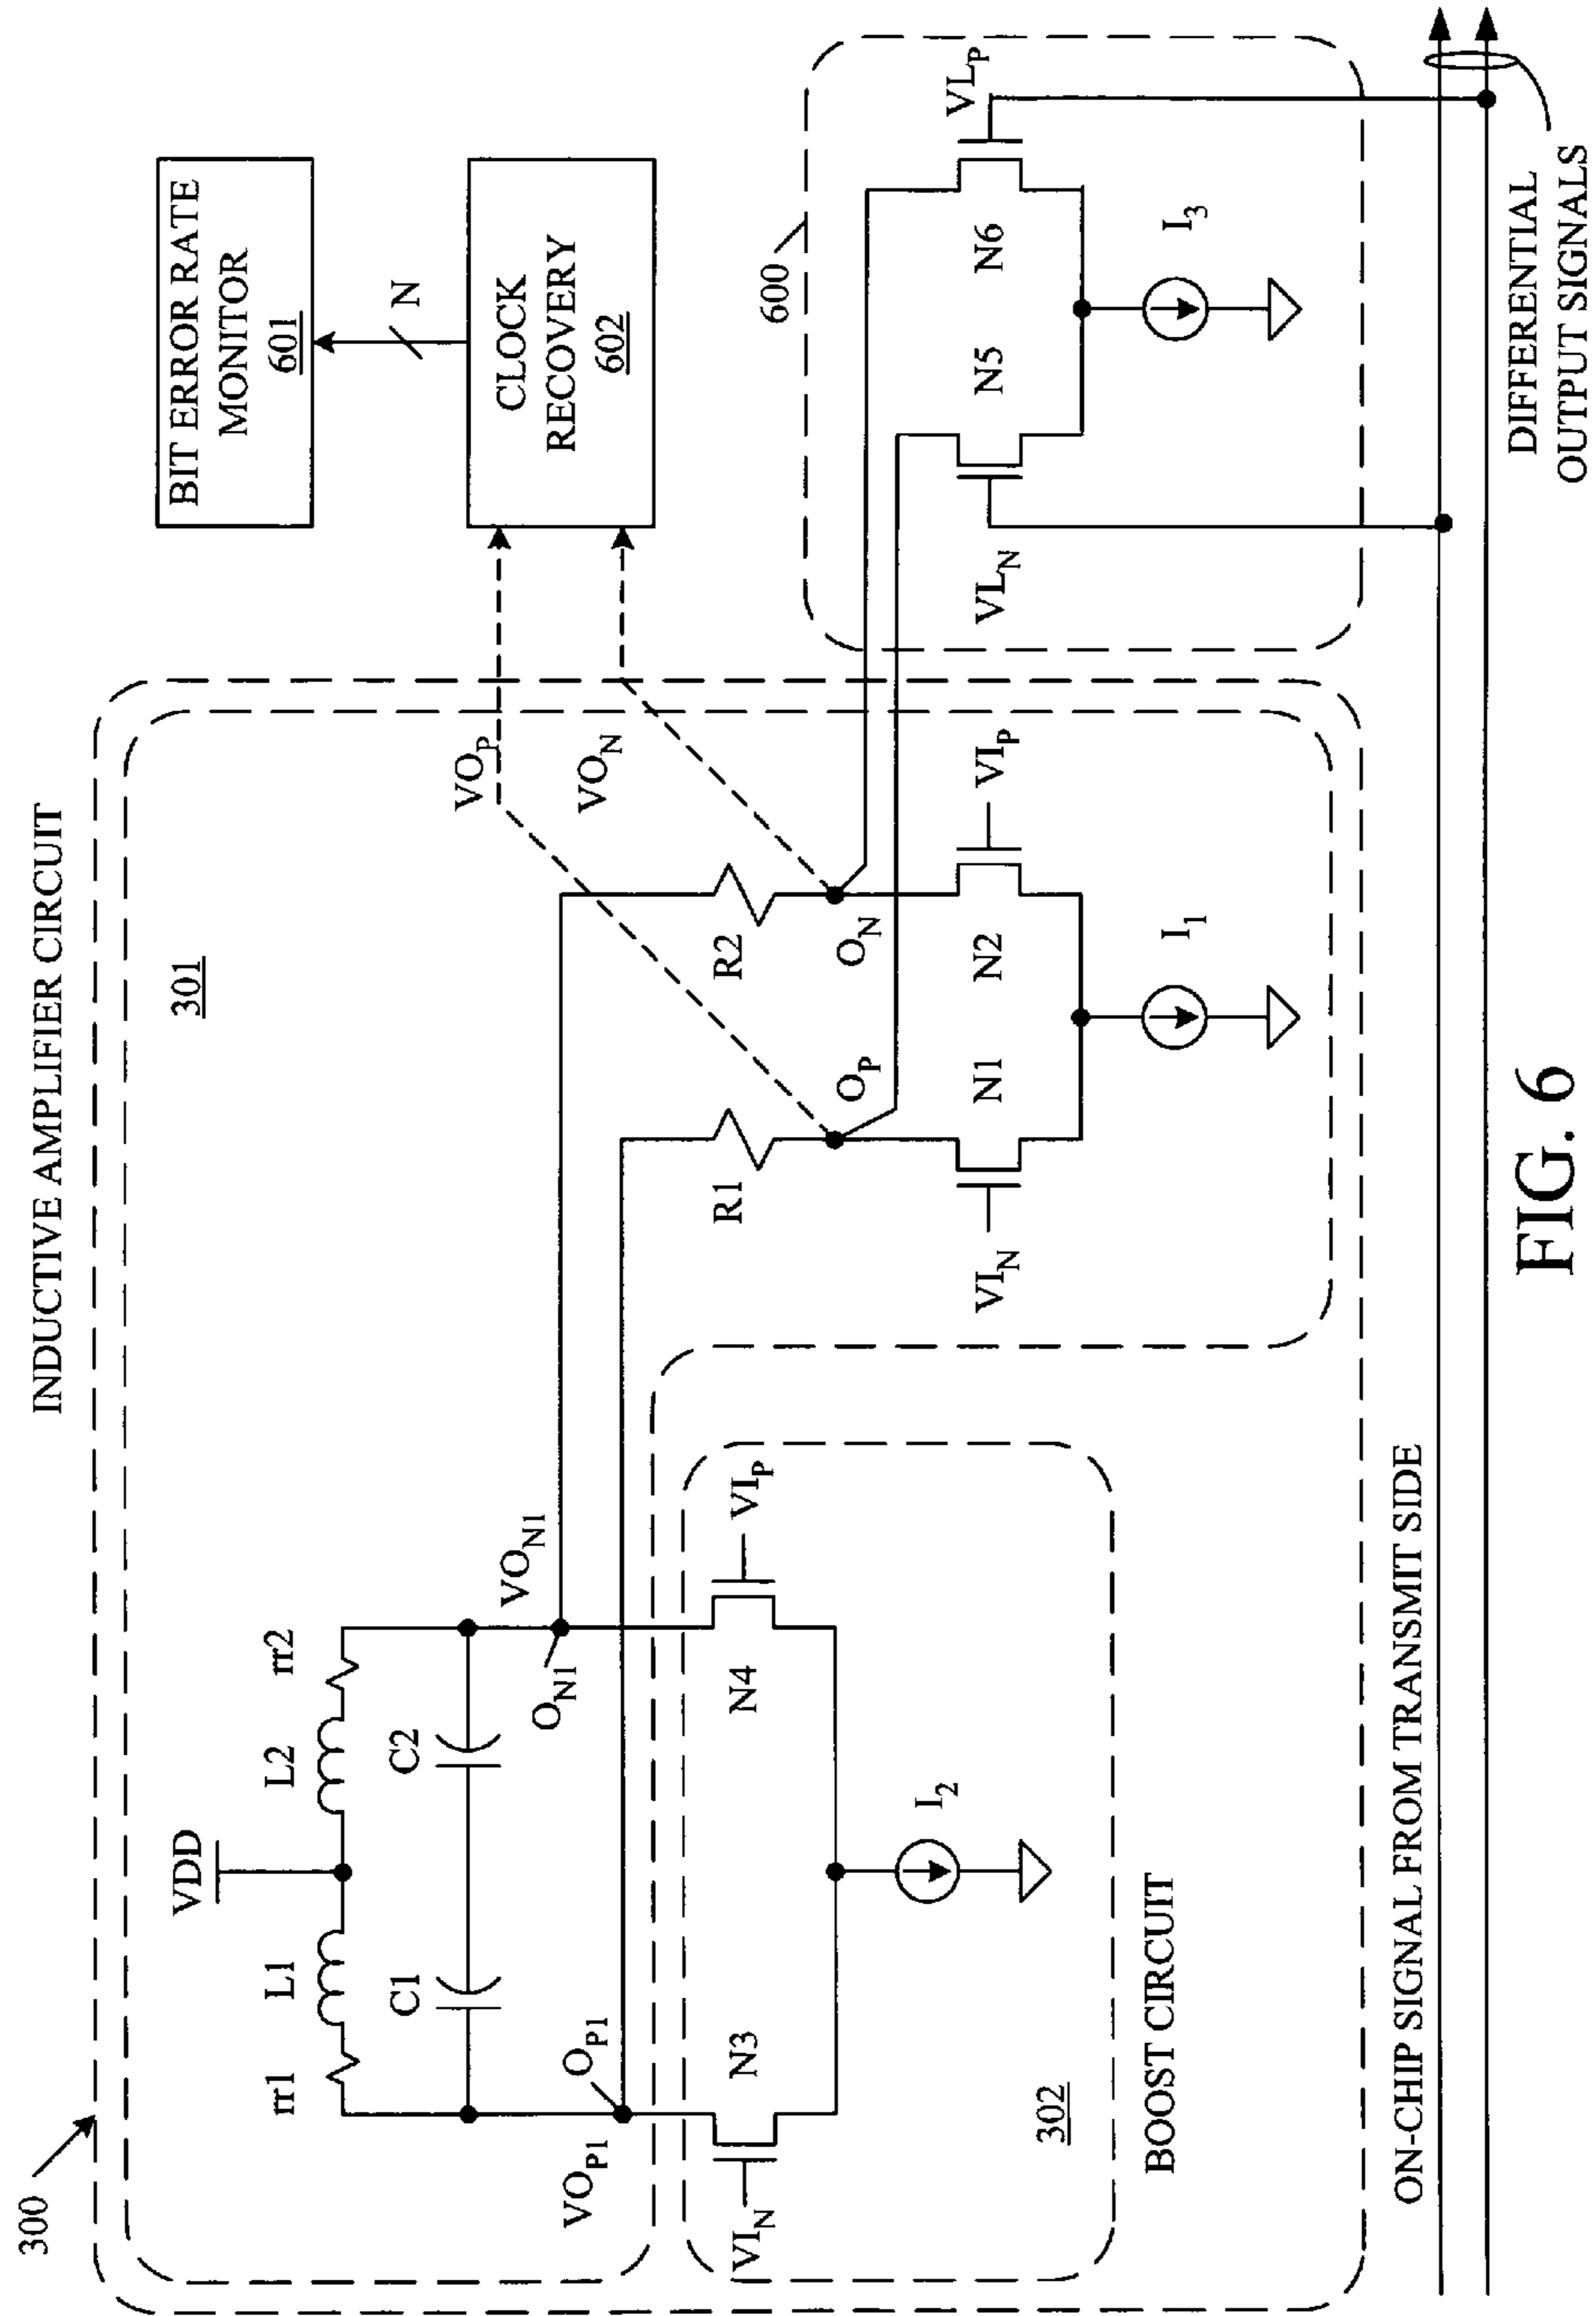 300
INDUCTIVE AMPLIFIER CIRCUIT
VDD
301
rr1
L1
L2
rr2
C1
C2
BIT ERROR RATE
MONITOR
601
N
CLOCK
RECOVERY
602
VO_P
VO_N
VO_P1
O_P1
O_N1
VO_N1
R1
R2
O_P
O_N
600
VI_N
N3
N4
VI_P
I_2
302
BOOST CIRCUIT
VI_N
N1
N2
VI_P
I_1
VL_N
N5
N6
VL_P
I_3
ON-CHIP SIGNAL FROM TRANSMIT SIDE
DIFFERENTIAL
OUTPUT SIGNALS
FIG. 6